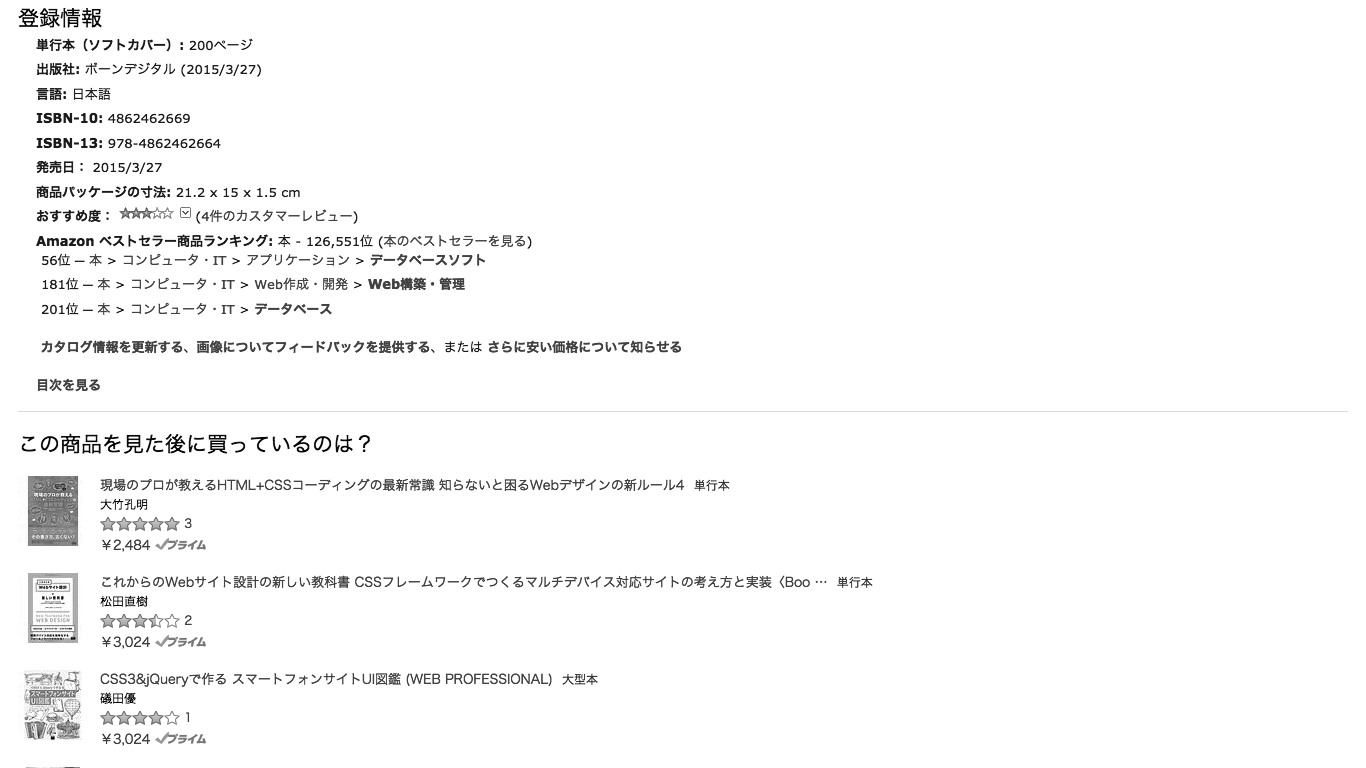 登録情報
単行本（ソフトカバー）: 200ページ
出版社: ボーンデジタル (2015/3/27)
言語: 日本語
ISBN-10: 4862462669
ISBN-13: 978-4862462664
発売日： 2015/3/27
商品パッケージの寸法: 21.2 x 15 x 1.5 cm
おすすめ度： (4件のカスタマーレビュー)
Amazon ベストセラー商品ランキング: 本 - 126,551位 (本のベストセラーを見る)
56位 ─ 本 > コンピュータ・IT > アプリケーション > データベースソフト
181位 ─ 本 > コンピュータ・IT > Web作成・開発 > Web構築・管理
201位 ─ 本 > コンピュータ・IT > データベース
カタログ情報を更新する、画像についてフィードバックを提供する、または さらに安い価格について知らせる
目次を見る
この商品を見た後に買っているのは？
現場のプロが教えるHTML+CSSコーディングの最新常識 知らないと困るWebデザインの新ルール4 単行本
大竹孔明
3
￥2,484 プライム
これからのWebサイト設計の新しい教科書 CSSフレームワークでつくるマルチデバイス対応サイトの考え方と実装〈Boo … 単行本
松田直樹
2
￥3,024 プライム
CSS3&jQueryで作る スマートフォンサイトUI図鑑 (WEB PROFESSIONAL) 大型本
礒田優
1
￥3,024 プライム